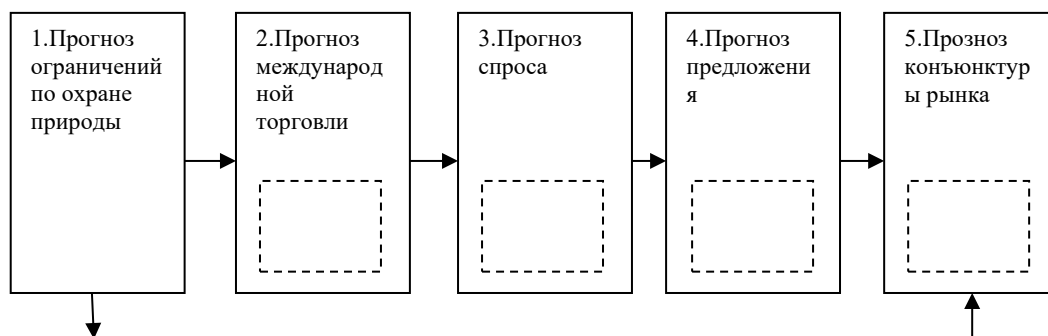 1.Прогноз
ограничений
по охране
природы
2.Прогноз
международ
ной
торговли
3.Прогноз
спроса
4.Прогноз
предложени
я
5.Прозноз
конъюнктур
ы рынка